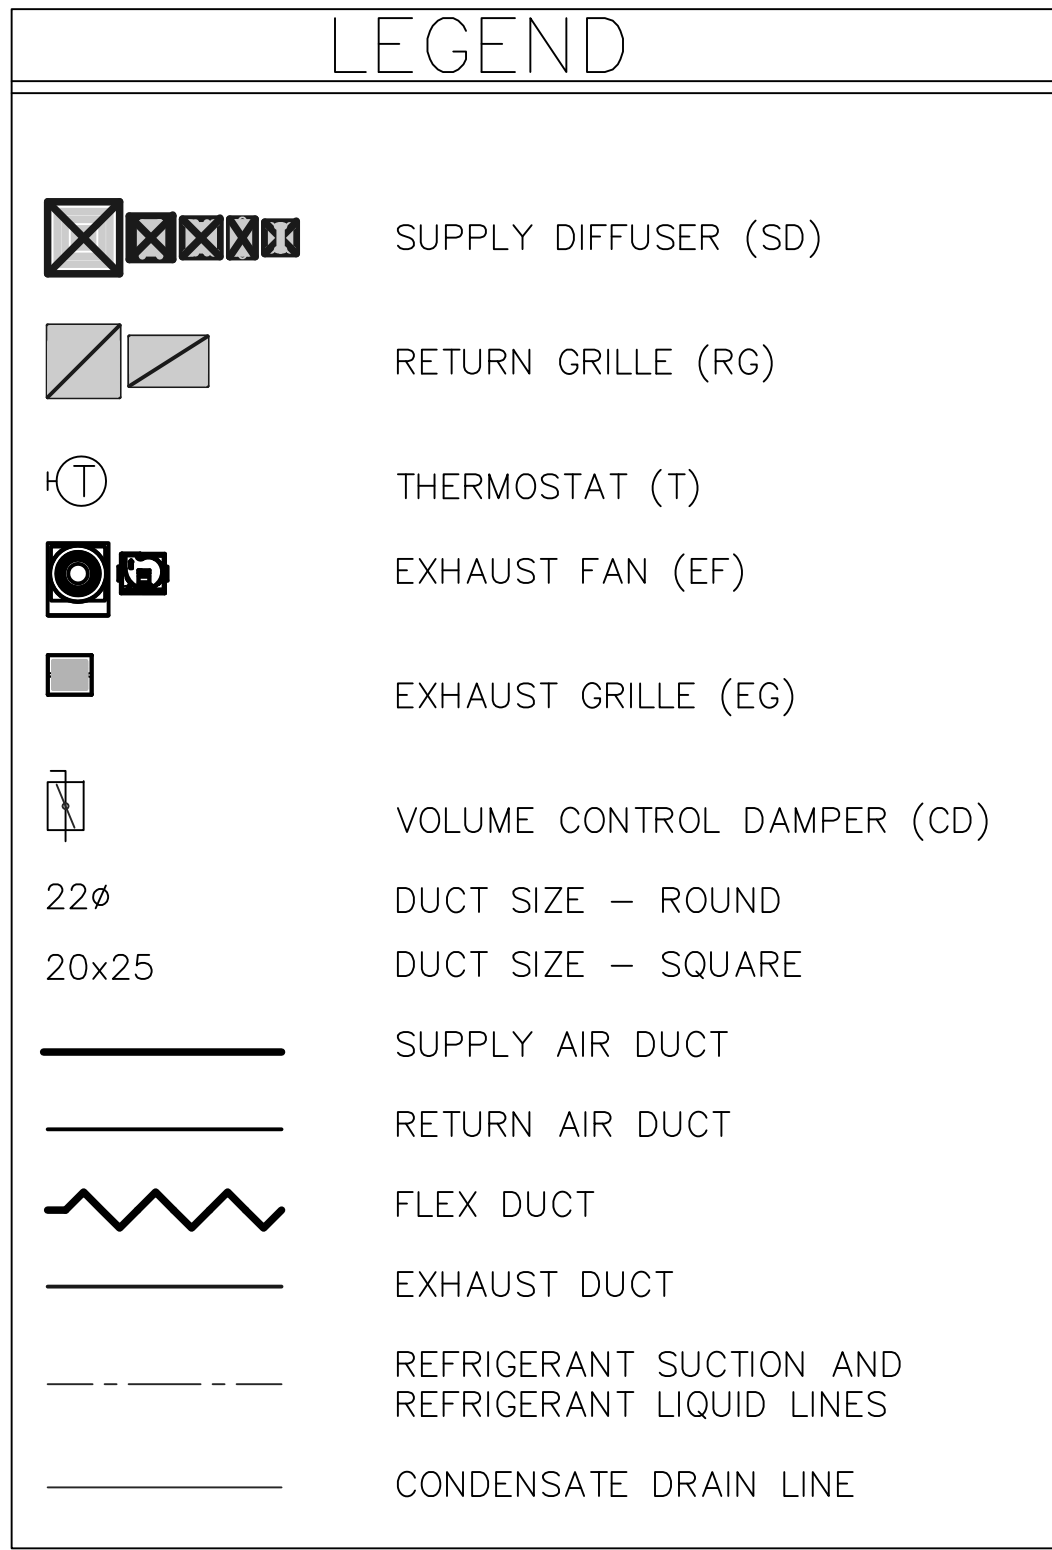 LEGEND
SUPPLY DIFFUSER (SD)
RETURN GRILLE (RG)
T THERMOSTAT (T)
EXHAUST FAN (EF)
EXHAUST GRILLE (EG)
VOLUME CONTROL DAMPER (CD)
22ø DUCT SIZE – ROUND
20x25 DUCT SIZE – SQUARE
SUPPLY AIR DUCT
RETURN AIR DUCT
FLEX DUCT
EXHAUST DUCT
REFRIGERANT SUCTION AND
REFRIGERANT LIQUID LINES
CONDENSATE DRAIN LINE